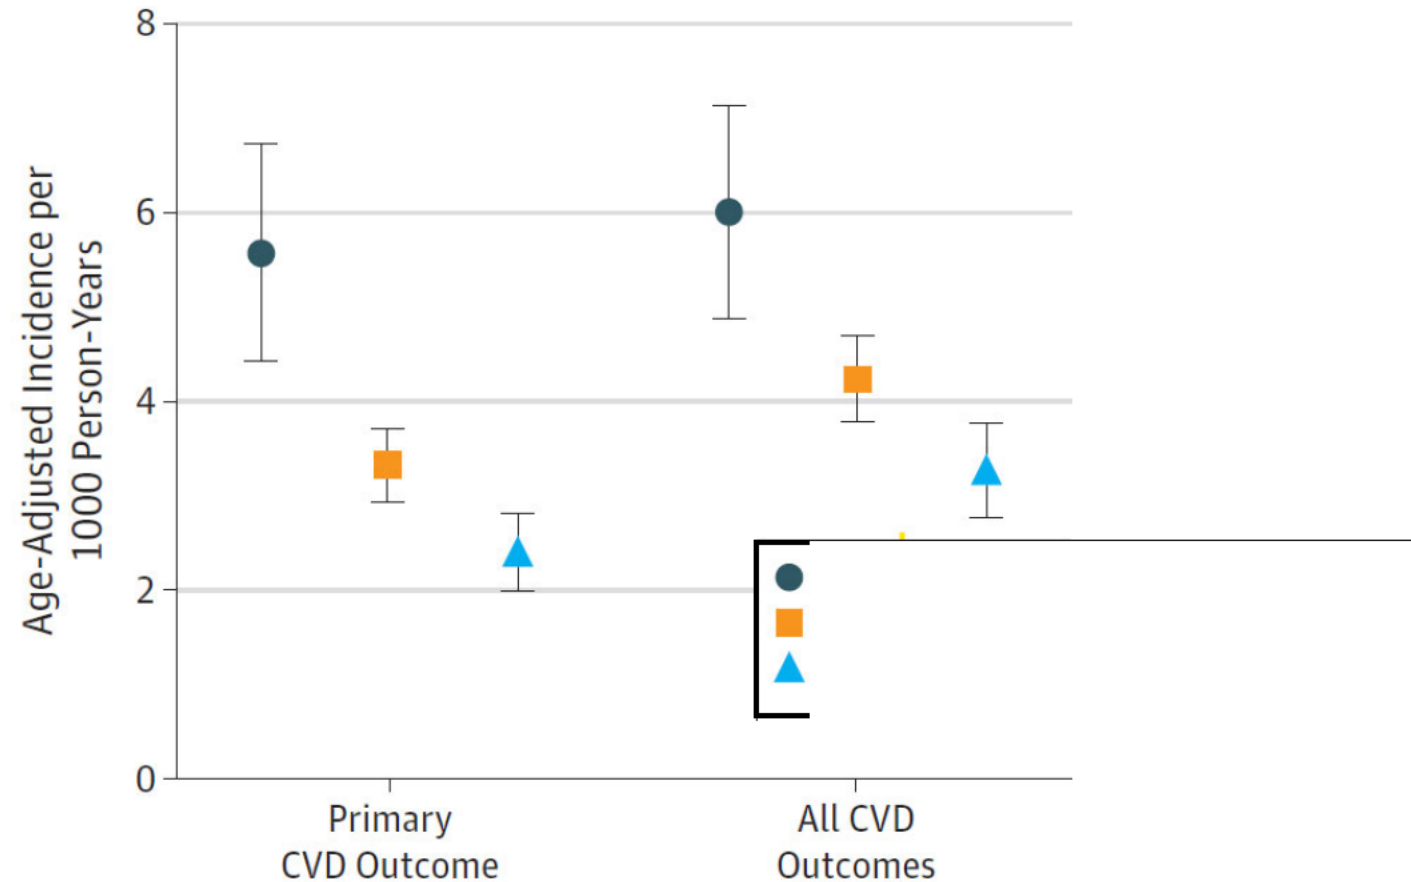 Age-Adjusted Incidence per
1000 Person-Years
8
6
4
2
0
Primary
CVD Outcome
All CVD
Outcomes